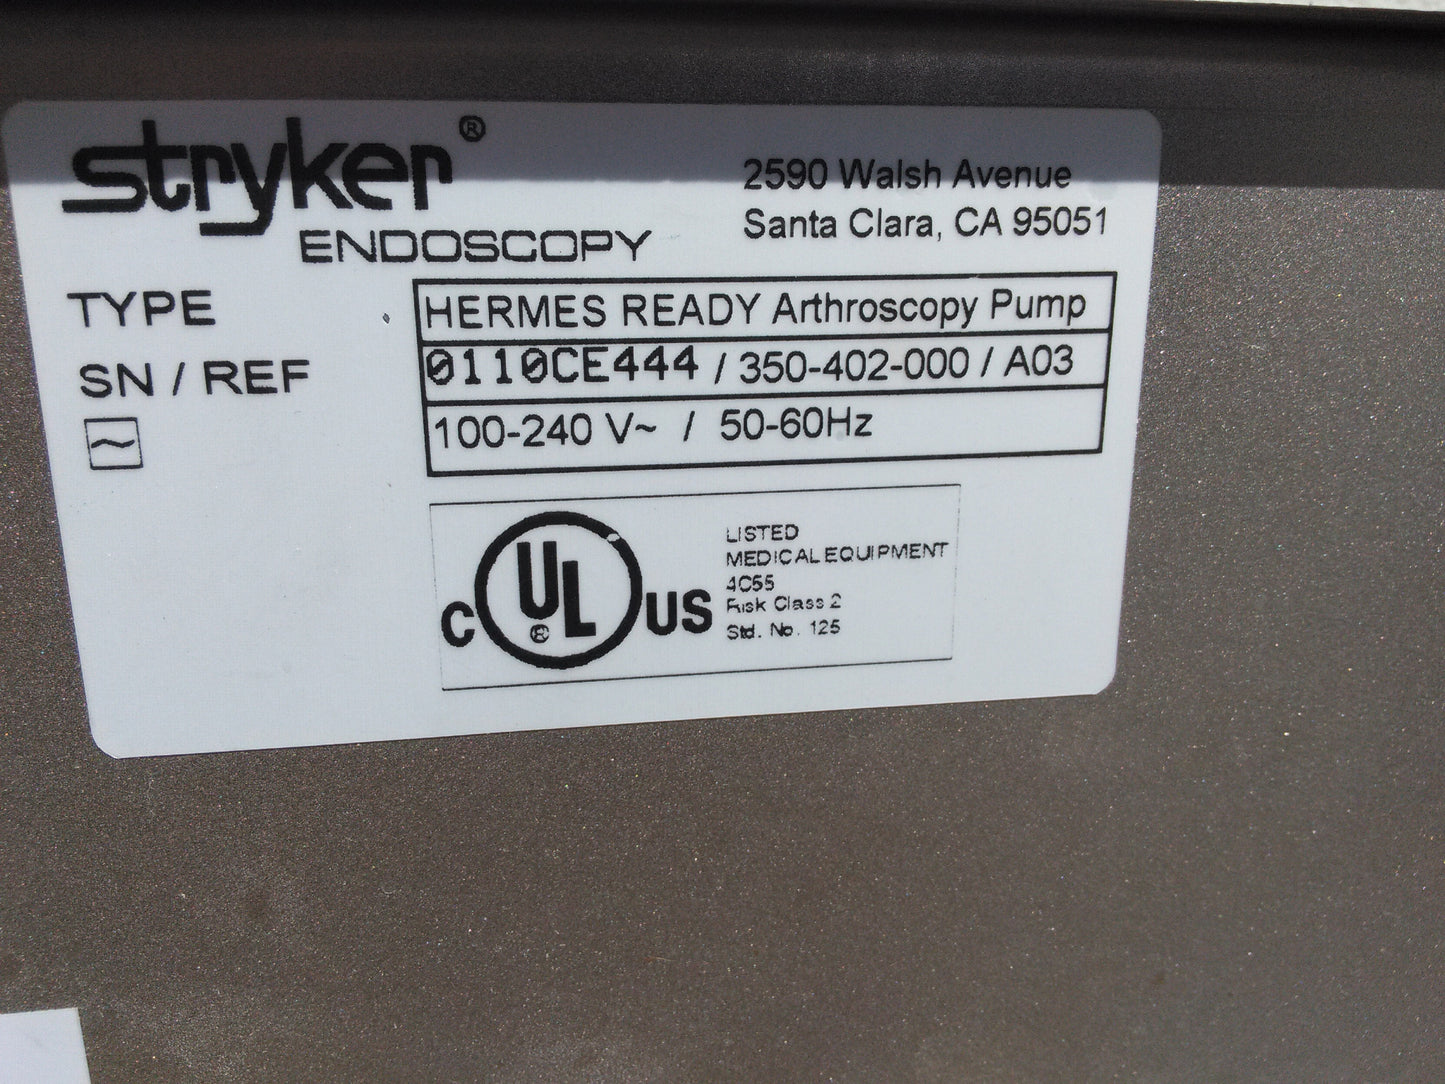 stryker®
ENDOSCOPY
2590 Walsh Avenue
Santa Clara, CA 95051
TYPE HERMES READY Arthroscopy Pump
SN / REF 0110CE444 / 350-402-000 / A03
100-240 V~ / 50-60Hz
C UL® US
LISTED
MEDICAL EQUIPMENT
4C55
Risk Class 2
Std. No. 125